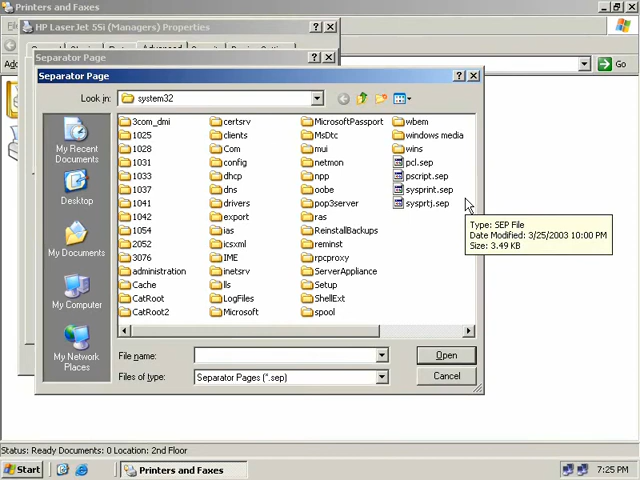 Printers and Faxes
HP LaserJet 5Si (Managers) Properties
Separator Page
Separator Page
Look in:
system32
Go
My Recent
Documents
Desktop
My Documents
My Computer
My Network
Places
3com_dmi
1025
1028
1031
1033
1037
1041
1042
1054
2052
3076
administration
Cache
CatRoot
CatRoot2
certsrv
clients
Com
config
dhcp
dns
drivers
export
ias
icsxml
IME
inetsrv
lls
LogFiles
Microsoft
MicrosoftPassport
MsDtc
mui
netmon
npp
oobe
pop3server
ras
ReinstallBackups
reminst
rpcproxy
ServerAppliance
Setup
ShellExt
spool
wbem
windows media
wins
pcl.sep
pscript.sep
sysprint.sep
sysprtj.sep
Type: SEP File
Date Modified: 3/25/2003 10:00 PM
Size: 3.49 KB
File name:
Open
Files of type:
Separator Pages (*.sep)
Cancel
Status: Ready Documents: 0 Location: 2nd Floor
Start
Printers and Faxes
7:25 PM